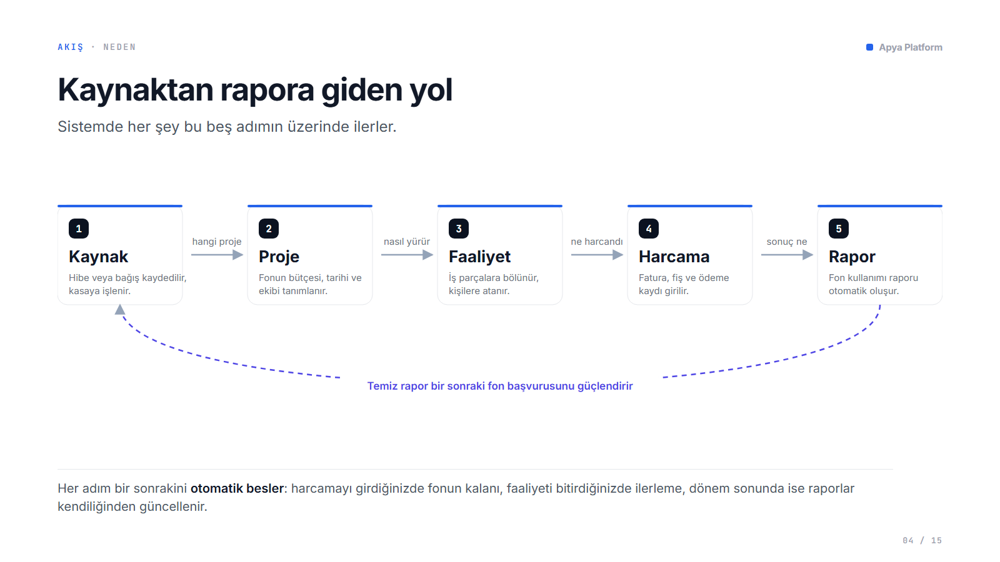 AKIŞ · NEDEN
Apya Platform
Kaynaktan rapora giden yol
Sistemde her şey bu beş adımın üzerinde ilerler.
1
Kaynak
Hibe veya bağış kaydedilir,
kasaya işlenir.
hangi proje
2
Proje
Fonun bütçesi, tarihi ve
ekibi tanımlanır.
nasıl yürür
3
Faaliyet
İş parçalara bölünür,
kişilere atanır.
ne harcandı
4
Harcama
Fatura, fiş ve ödeme
kaydı girilir.
sonuç ne
5
Rapor
Fon kullanımı raporu
otomatik oluşur.
Temiz rapor bir sonraki fon başvurusunu güçlendirir
Her adım bir sonrakini otomatik besler: harcamayı girdiğinizde fonun kalanı, faaliyeti bitirdiğinizde ilerleme, dönem sonunda ise raporlar
kendiliğinden güncellenir.
04 / 15